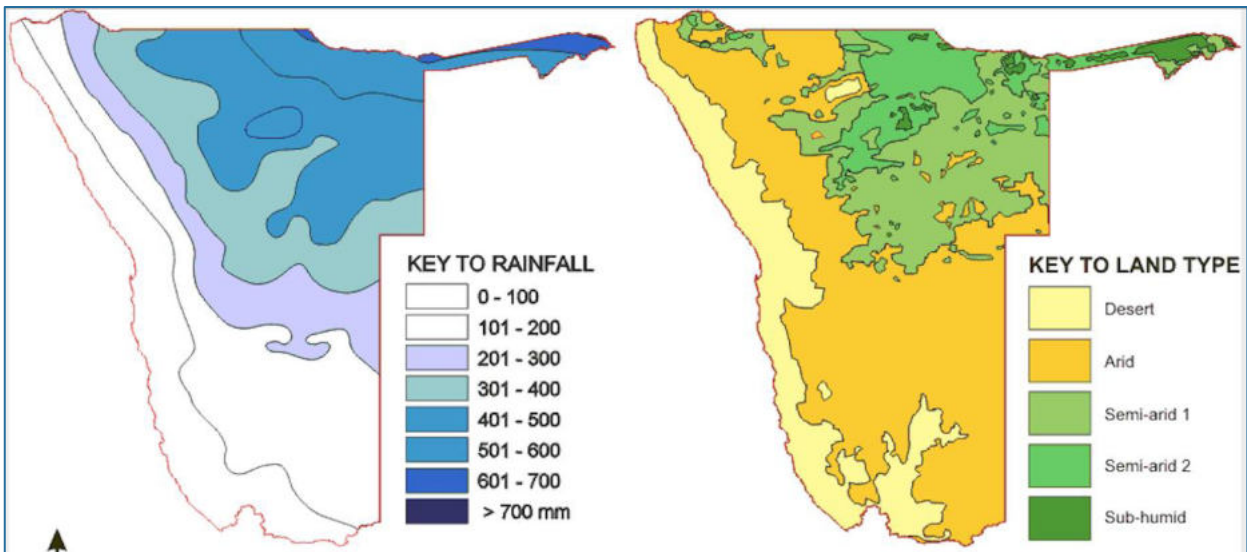 KEY TO RAINFALL
0 - 100
101 - 200
201 - 300
301 - 400
401 - 500
501 - 600
601 - 700
> 700 mm
KEY TO LAND TYPE
Desert
Arid
Semi-arid 1
Semi-arid 2
Sub-humid